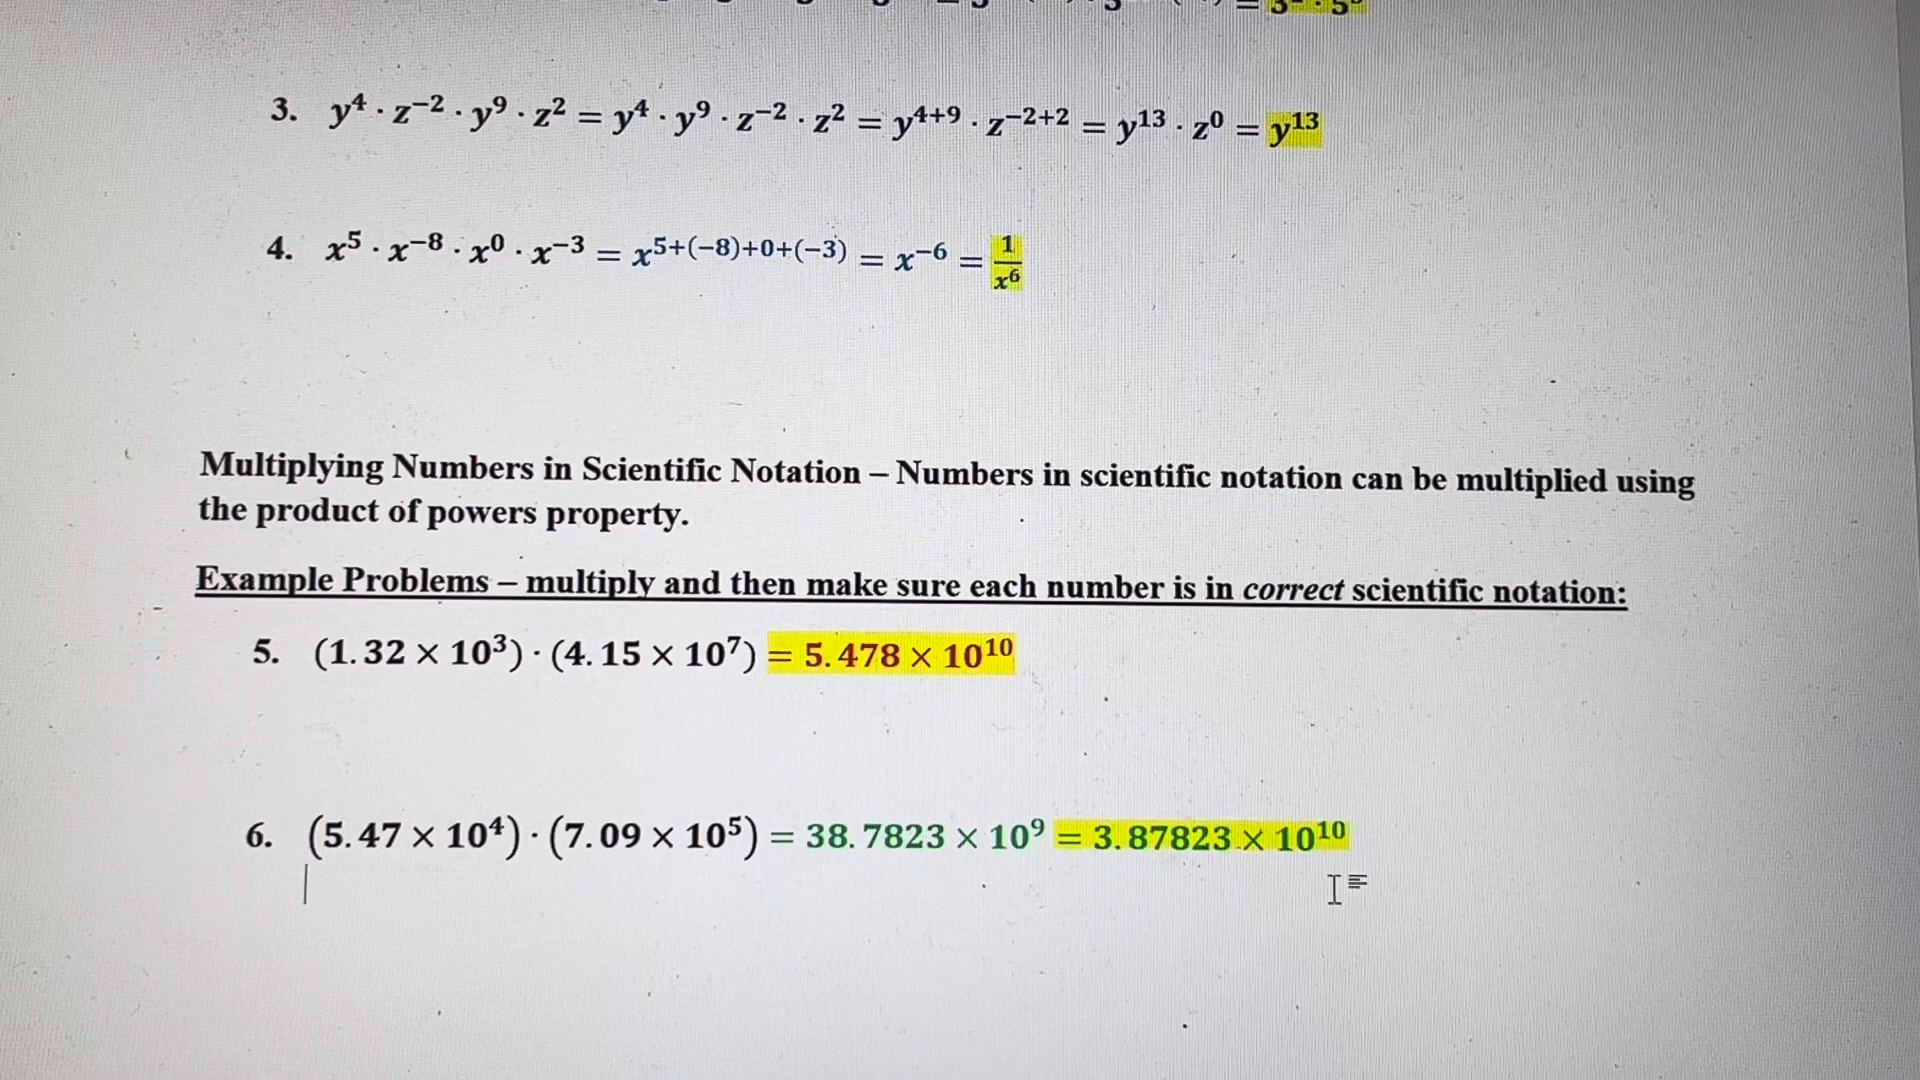 = 3⁻ · 5
3. y⁴ · z⁻² · y⁹ · z² = y⁴ · y⁹ · z⁻² · z² = y⁴⁺⁹ · z⁻²⁺² = y¹³ · z⁰ = y¹³
4. x⁵ · x⁻⁸ · x⁰ · x⁻³ = x⁵⁺⁽⁻⁸⁾⁺⁰⁺⁽⁻³⁾ = x⁻⁶ = 1/x⁶
Multiplying Numbers in Scientific Notation – Numbers in scientific notation can be multiplied using
the product of powers property.
Example Problems – multiply and then make sure each number is in correct scientific notation:
5. (1.32 × 10³) · (4.15 × 10⁷) = 5.478 × 10¹⁰
6. (5.47 × 10⁴) · (7.09 × 10⁵) = 38.7823 × 10⁹ = 3.87823 × 10¹⁰